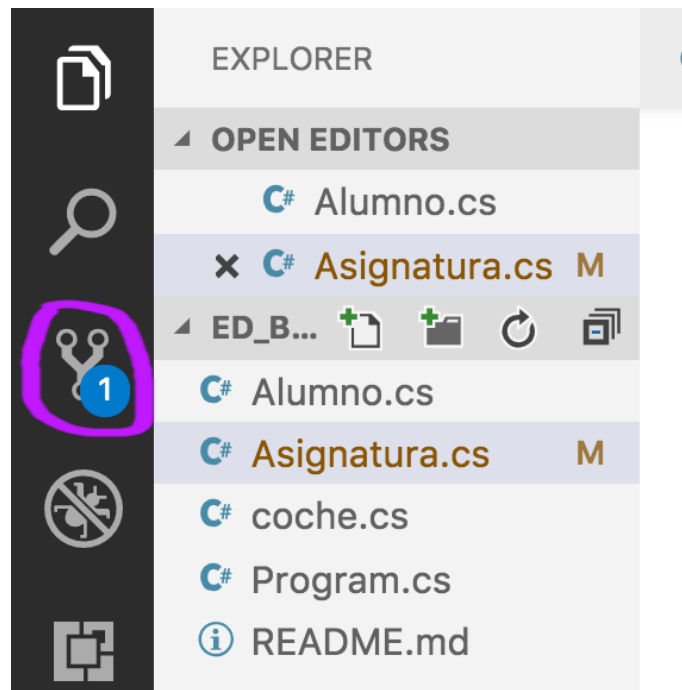 EXPLORER
OPEN EDITORS
C# Alumno.cs
C# Asignatura.cs M
ED_B...
1
C# Alumno.cs
C# Asignatura.cs M
C# coche.cs
C# Program.cs
README.md